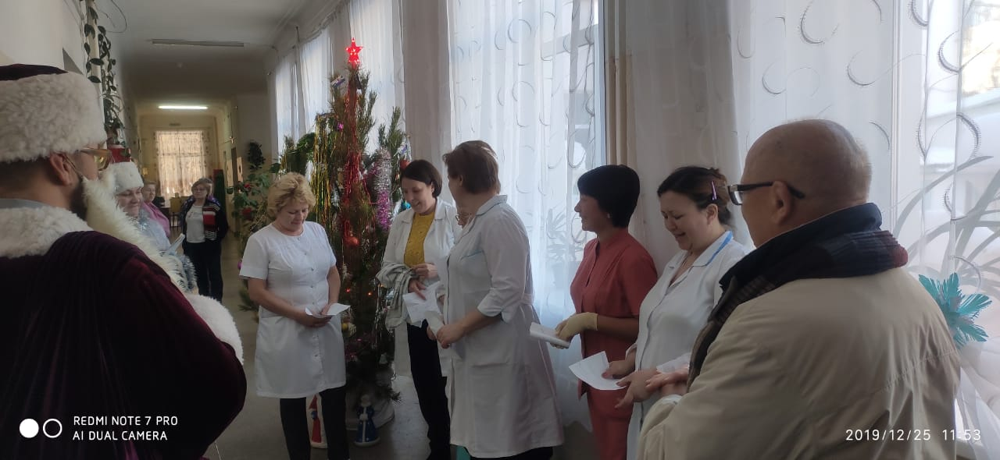 REDMI NOTE 7 PRO
AI DUAL CAMERA
2019/12/25 11:53